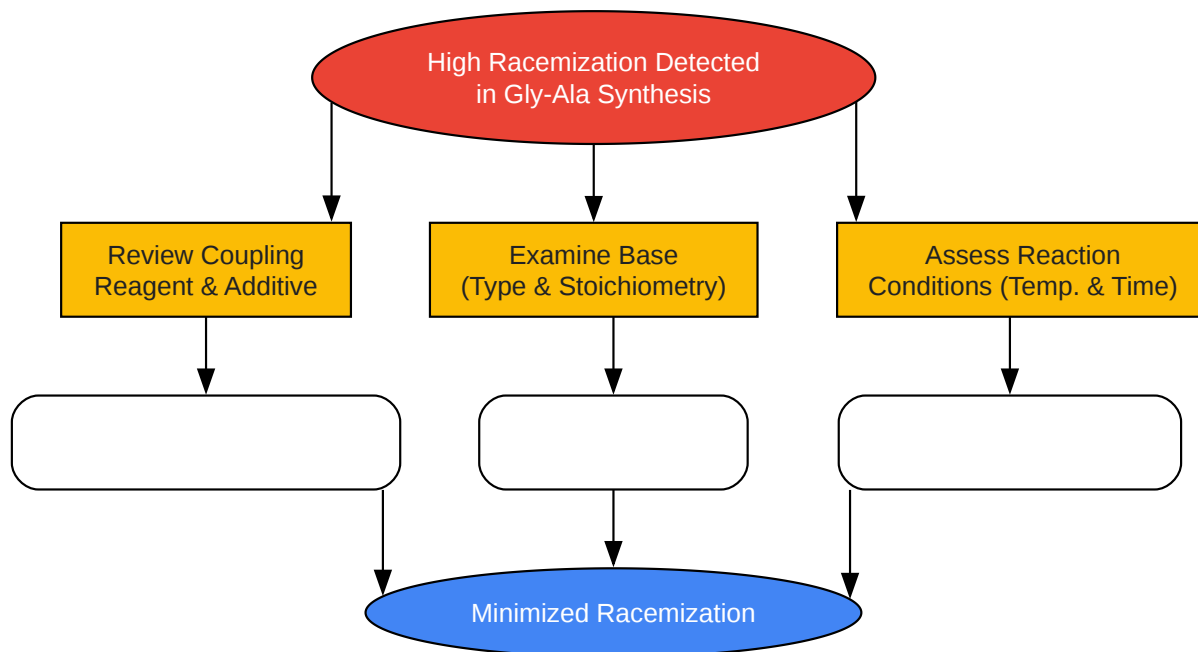 High Racemization Detected
in Gly-Ala Synthesis
Review Coupling
Reagent & Additive
Examine Base
(Type & Stoichiometry)
Assess Reaction
Conditions (Temp. & Time)
Minimized Racemization